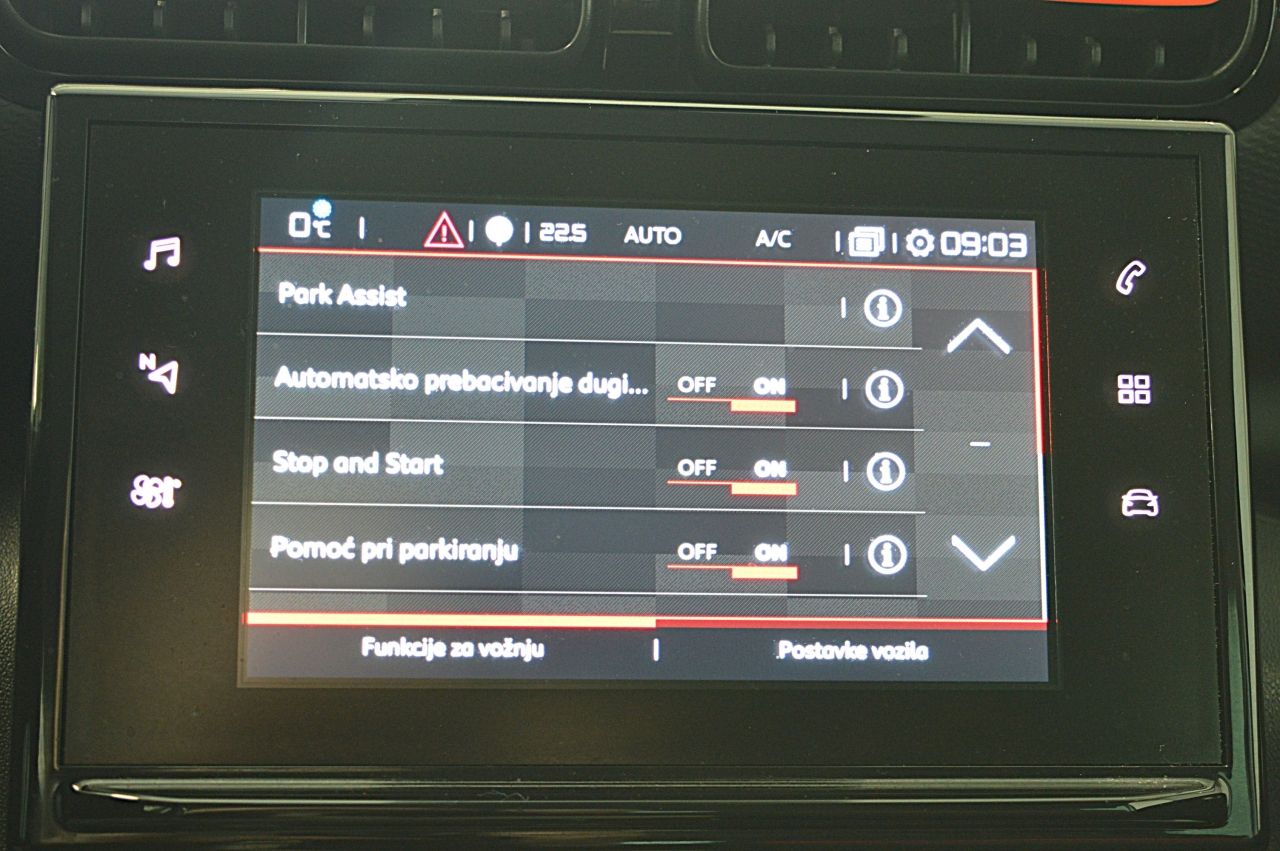 0°C 22.5 AUTO A/C 09:03
Park Assist
Automatsko prebacivanje dugi... OFF ON
Stop and Start OFF ON
Pomoć pri parkiranju OFF ON
Funkcije za vožnju Postavke vozila
N